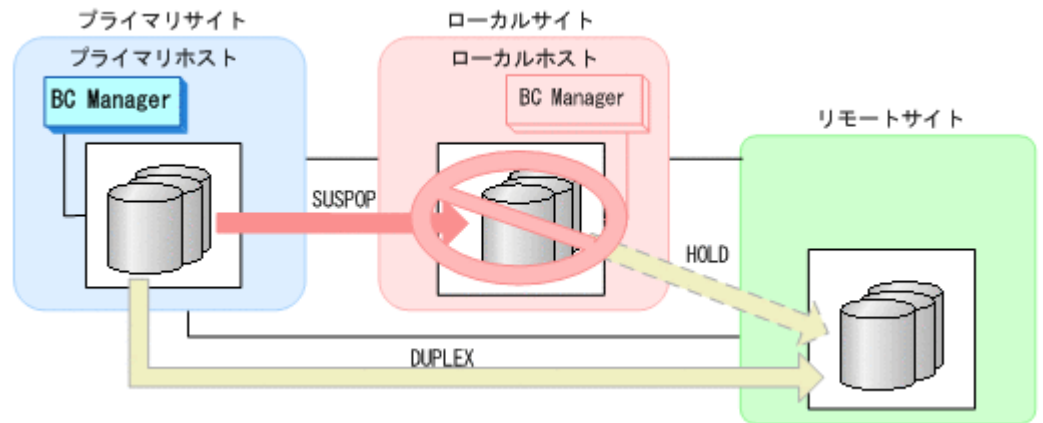 プライマリサイト
ローカルサイト
プライマリホスト
ローカルホスト
BC Manager
BC Manager
リモートサイト
SUSPOP
HOLD
DUPLEX